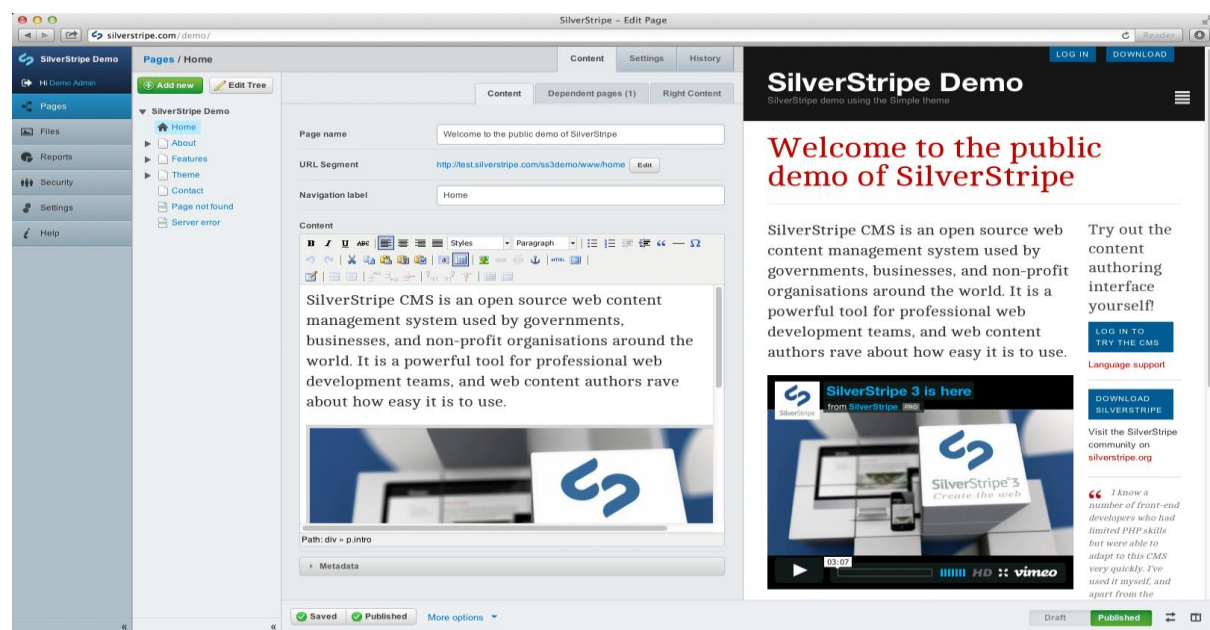 SilverStripe – Edit Page
silverstripe.com/demo/
Reader
SilverStripe Demo
Hi Demo Admin
Pages
Files
Reports
Security
Settings
Help
«
Pages / Home
Content
Settings
History
Add new
Edit Tree
SilverStripe Demo
Home
About
Features
Theme
Contact
Page not found
Server error
«
Content
Dependent pages (1)
Right Content
Page name
Welcome to the public demo of SilverStripe
URL Segment
http://test.silverstripe.com/ss3demo/www/home
Edit
Navigation label
Home
Content
B I U ABC
Styles
Paragraph
“ — Ω
HTML
SilverStripe CMS is an open source web content
management system used by governments,
businesses, and non-profit organisations around the
world. It is a powerful tool for professional web
development teams, and web content authors rave
about how easy it is to use.
SilverStripe 3
Path: div » p.intro
Metadata
Saved
Published
More options
LOG IN
DOWNLOAD
SilverStripe Demo
SilverStripe demo using the Simple theme
Welcome to the public
demo of SilverStripe
SilverStripe CMS is an open source web
content management system used by
governments, businesses, and non-profit
organisations around the world. It is a
powerful tool for professional web
development teams, and web content
authors rave about how easy it is to use.
SilverStripe
SilverStripe 3 is here
from SilverStripe PRO
SilverStripe 3
Create the web
03:07
HD
vimeo
Try out the
content
authoring
interface
yourself!
LOG IN TO
TRY THE CMS
Language support
DOWNLOAD
SILVERSTRIPE
Visit the SilverStripe
community on
silverstripe.org
“ I know a
number of front-end
developers who had
limited PHP skills
but were able to
adapt to this CMS
very quickly. I've
used it myself, and
apart from the
Draft
Published